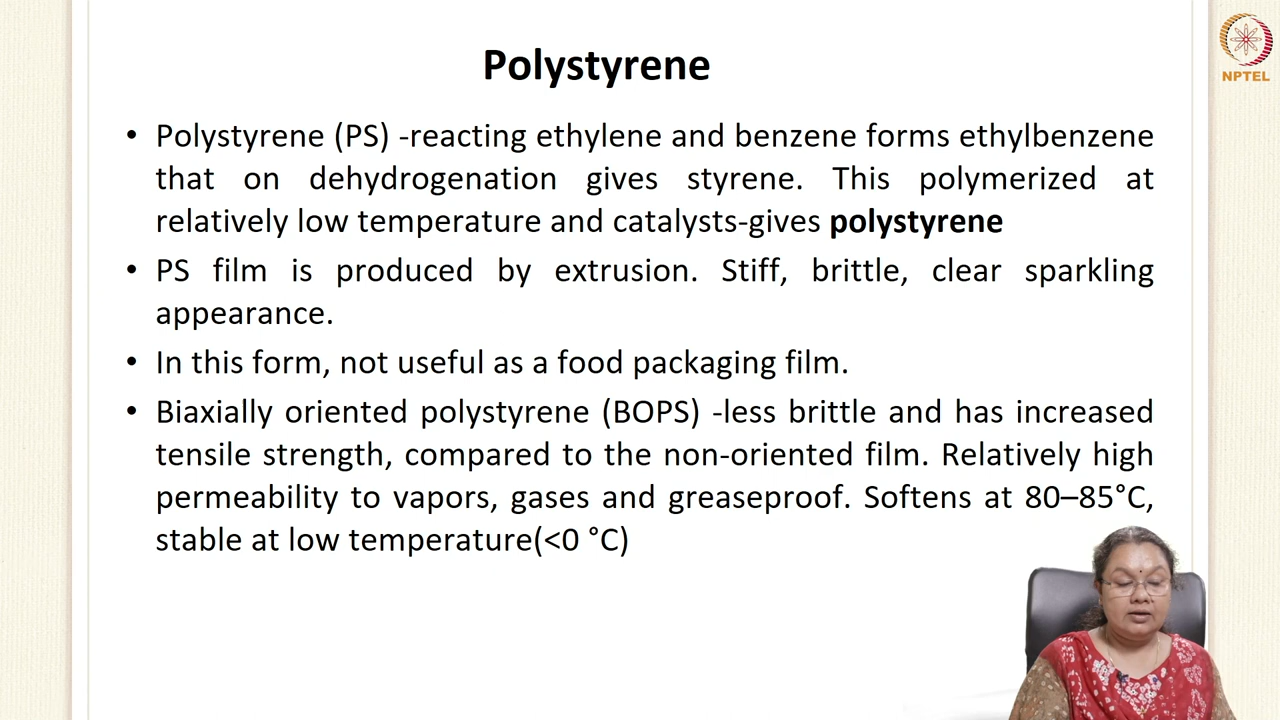 Polystyrene
NPTEL
• Polystyrene (PS) -reacting ethylene and benzene forms ethylbenzene
that on dehydrogenation gives styrene. This polymerized at
relatively low temperature and catalysts-gives polystyrene
• PS film is produced by extrusion. Stiff, brittle, clear sparkling
appearance.
• In this form, not useful as a food packaging film.
• Biaxially oriented polystyrene (BOPS) -less brittle and has increased
tensile strength, compared to the non-oriented film. Relatively high
permeability to vapors, gases and greaseproof. Softens at 80–85°C,
stable at low temperature(<0 °C)